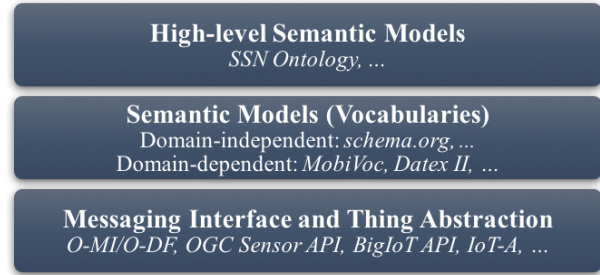 High-level Semantic Models
SSN Ontology, ...
Semantic Models (Vocabularies)
Domain-independent: schema.org, ...
Domain-dependent: MobiVoc, Datex II, ...
Messaging Interface and Thing Abstraction
O-MI/O-DF, OGC Sensor API, BigIoT API, IoT-A, ...